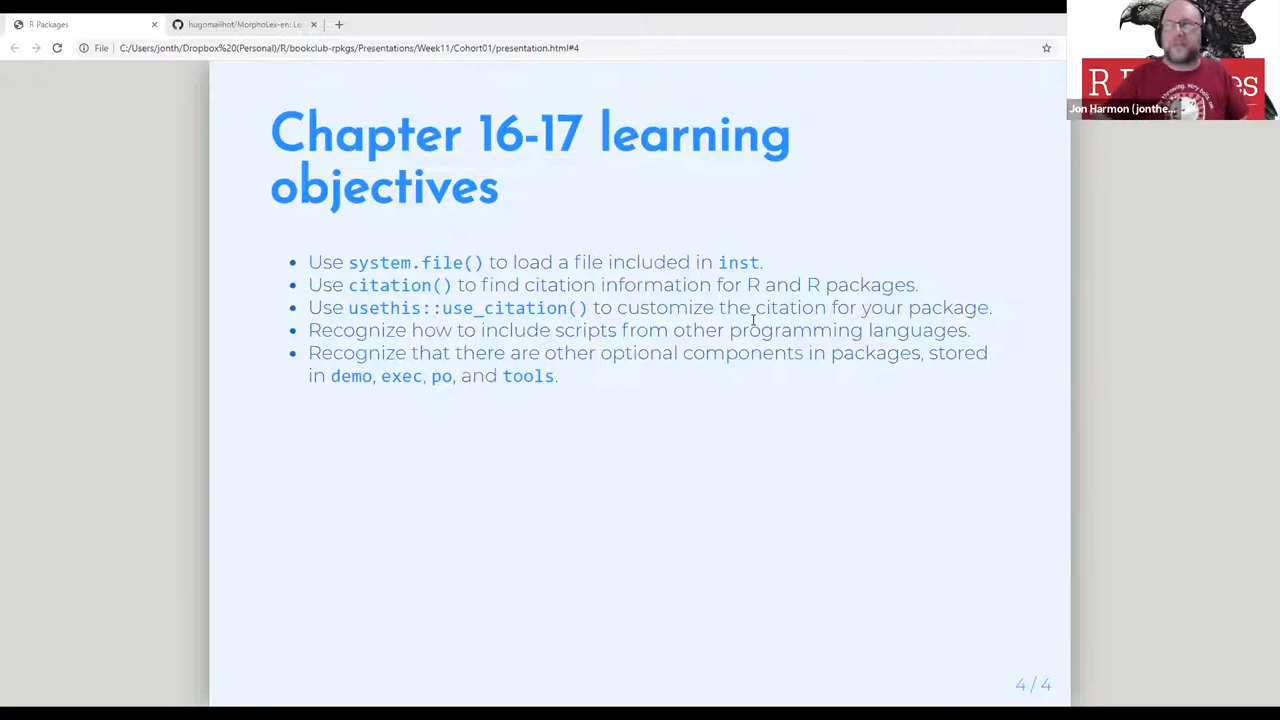 R Packages
hugomailhot/MorphoLex-en: Lo
File
C:/Users/jonth/Dropbox%20(Personal)/R/bookclub-rpkgs/Presentations/Week11/Cohort01/presentation.html#4
Jon Harmon (jonthe...
Chapter 16-17 learning
objectives
Use system.file() to load a file included in inst.
Use citation() to find citation information for R and R packages.
Use usethis::use_citation() to customize the citation for your package.
Recognize how to include scripts from other programming languages.
Recognize that there are other optional components in packages, stored
in demo, exec, po, and tools.
4 / 4